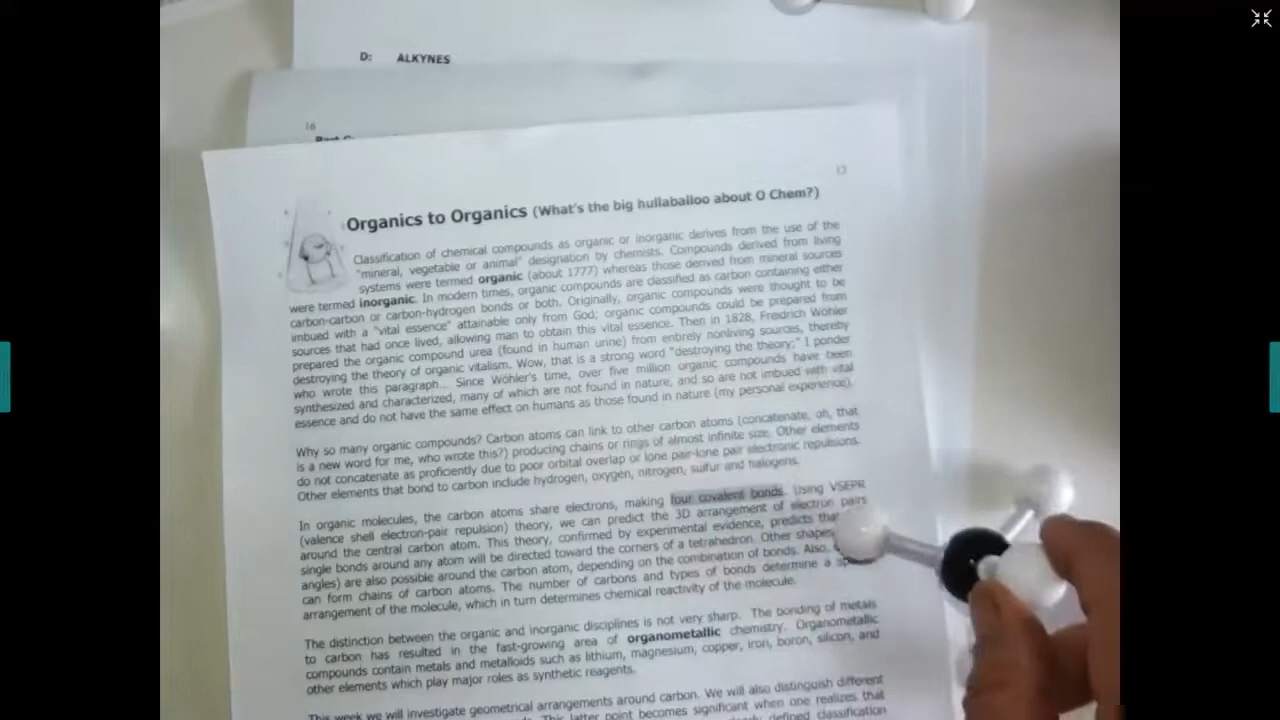 D: ALKYNES
16
13
Organics to Organics (What's the big hullaballoo about O Chem?)
Classification of chemical compounds as organic or inorganic derives from the use of the
"mineral, vegetable or animal" designation by chemists. Compounds derived from living
systems were termed organic (about 1777) whereas those derived from mineral sources
were termed inorganic. In modern times, organic compounds are classified as carbon containing either
carbon-carbon or carbon-hydrogen bonds or both. Originally, organic compounds were thought to be
imbued with a "vital essence" attainable only from God; organic compounds could be prepared from
sources that had once lived, allowing man to obtain this vital essence. Then in 1828, Freidrich Wöhler
prepared the organic compound urea (found in human urine) from entirely nonliving sources, thereby
destroying the theory of organic vitalism. Wow, that is a strong word "destroying the theory;" I ponder
who wrote this paragraph... Since Wöhler's time, over five million organic compounds have been
synthesized and characterized, many of which are not found in nature, and so are not imbued with vital
essence and do not have the same effect on humans as those found in nature (my personal experience).
Why so many organic compounds? Carbon atoms can link to other carbon atoms (concatenate, oh, that
is a new word for me, who wrote this?) producing chains or rings of almost infinite size. Other elements
do not concatenate as proficiently due to poor orbital overlap or lone pair-lone pair electronic repulsions.
Other elements that bond to carbon include hydrogen, oxygen, nitrogen, sulfur and halogens.
In organic molecules, the carbon atoms share electrons, making four covalent bonds. Using VSEPR
(valence shell electron-pair repulsion) theory, we can predict the 3D arrangement of electron pairs
around the central carbon atom. This theory, confirmed by experimental evidence, predicts that
single bonds around any atom will be directed toward the corners of a tetrahedron. Other shapes
angles) are also possible around the carbon atom, depending on the combination of bonds. Also,
can form chains of carbon atoms. The number of carbons and types of bonds determine a
arrangement of the molecule, which in turn determines chemical reactivity of the molecule.
The distinction between the organic and inorganic disciplines is not very sharp. The bonding of metals
to carbon has resulted in the fast-growing area of organometallic chemistry. Organometallic
compounds contain metals and metalloids such as lithium, magnesium, copper, iron, boron, silicon, and
other elements which play major roles as synthetic reagents.
This week we will investigate geometrical arrangements around carbon. We will also distinguish different
This latter point becomes significant when one realizes that
defined classification